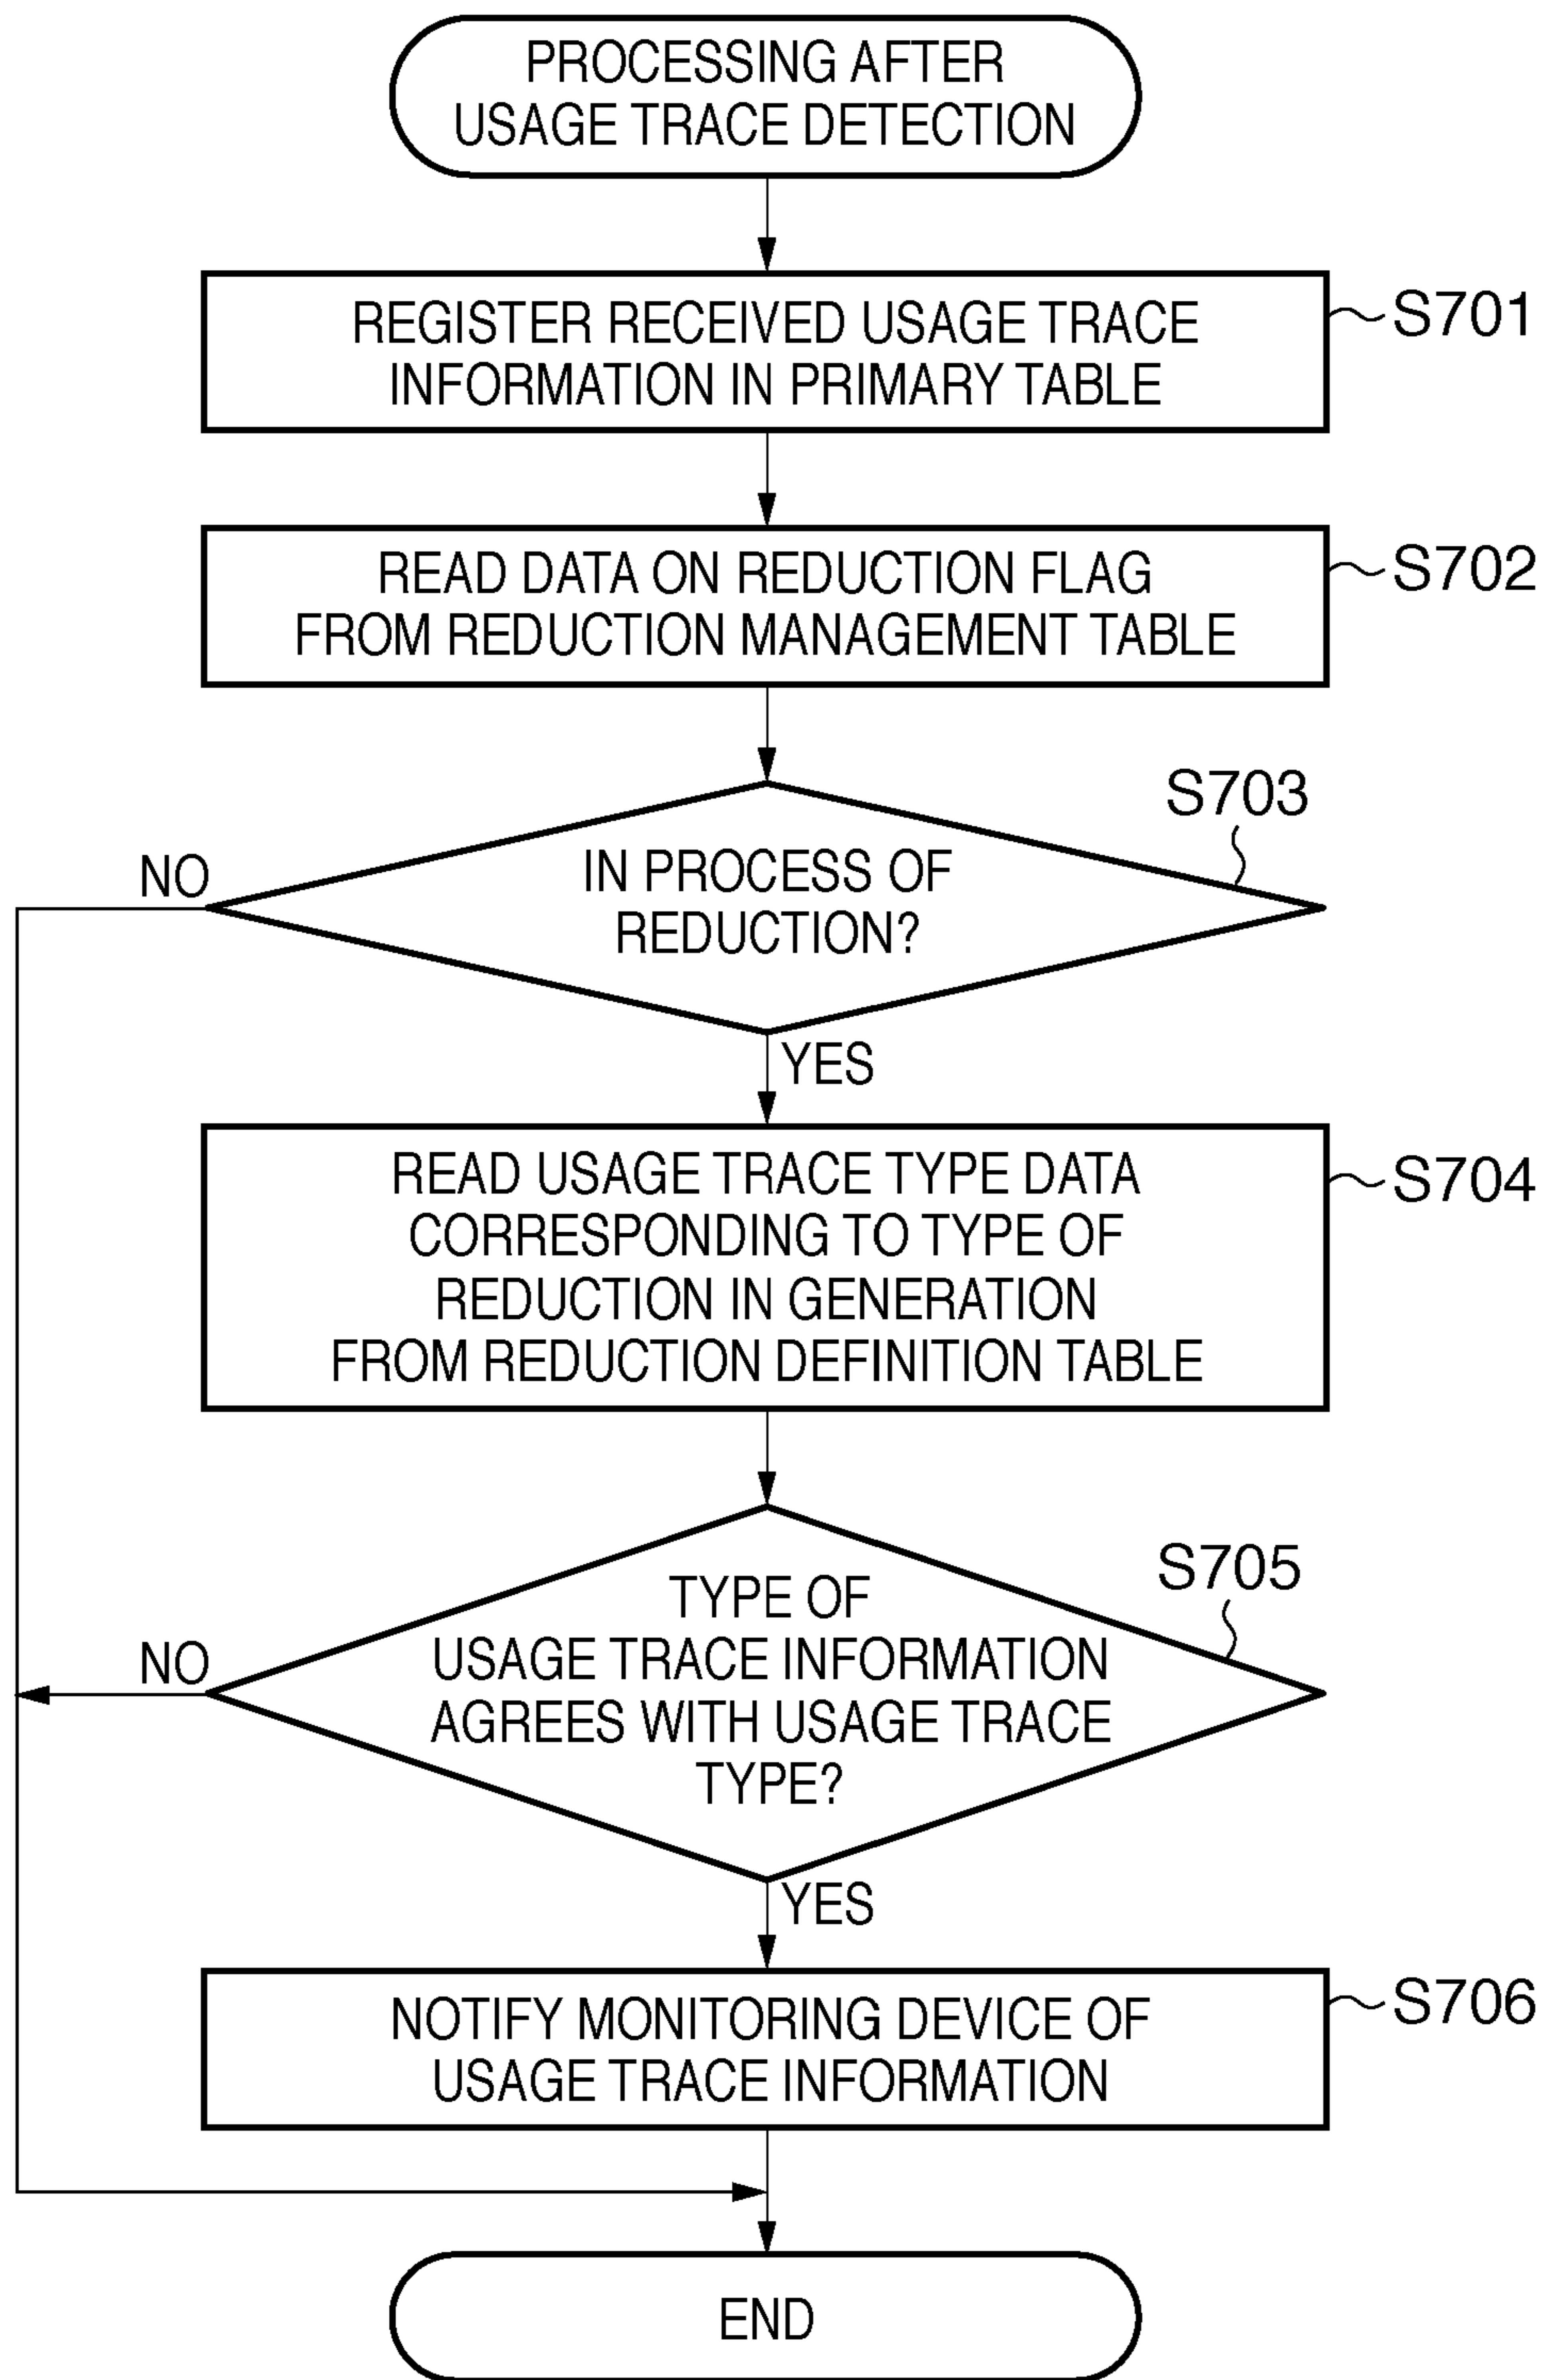 PROCESSING AFTER
USAGE TRACE DETECTION
REGISTER RECEIVED USAGE TRACE
INFORMATION IN PRIMARY TABLE
S701
READ DATA ON REDUCTION FLAG
FROM REDUCTION MANAGEMENT TABLE
S702
S703
NO
IN PROCESS OF
REDUCTION?
YES
READ USAGE TRACE TYPE DATA
CORRESPONDING TO TYPE OF
REDUCTION IN GENERATION
FROM REDUCTION DEFINITION TABLE
S704
S705
NO
TYPE OF
USAGE TRACE INFORMATION
AGREES WITH USAGE TRACE
TYPE?
YES
NOTIFY MONITORING DEVICE OF
USAGE TRACE INFORMATION
S706
END